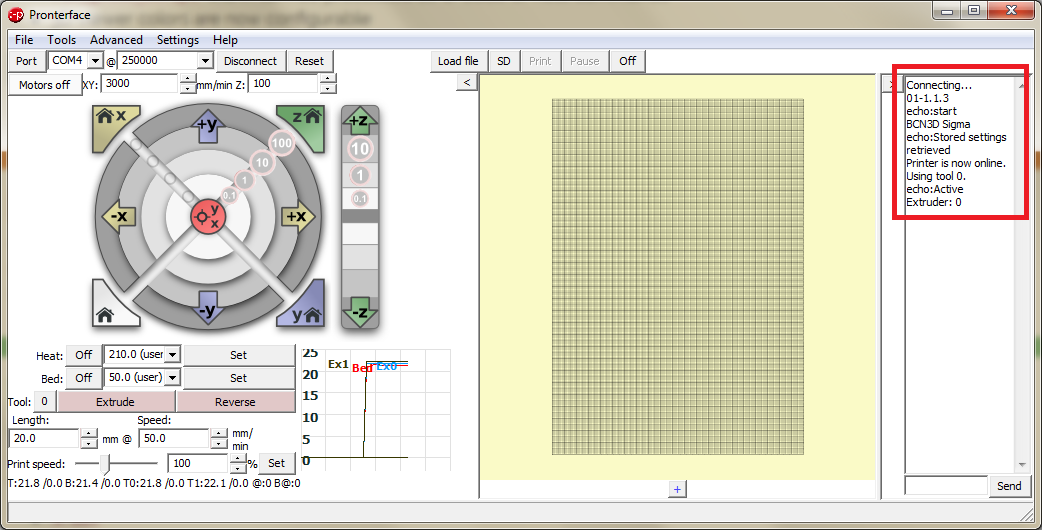 Pronterface
File Tools Advanced Settings Help
Port COM4 @ 250000 Disconnect Reset Load file SD Print Pause Off
Motors off XY: 3000 mm/min Z: 100 <
x
z
+y
+z
100
10
1
0.1
10
1
0.1
-x
y
x
+x
-y
y
-z
Heat: Off 210.0 (user Set
Bed: Off 50.0 (user) Set
Tool: 0 Extrude Reverse
Length: Speed:
20.0 mm @ 50.0 mm/
min
Print speed: 100 % Set
T:21.8 /0.0 B:21.4 /0.0 T0:21.8 /0.0 T1:22.1 /0.0 @:0 B@:0
25
Ex1 Bed Ex0
20
15
10
5
0
+
Connecting...
01-1.1.3
echo:start
BCN3D Sigma
echo:Stored settings
retrieved
Printer is now online.
Using tool 0.
echo:Active
Extruder: 0
Send